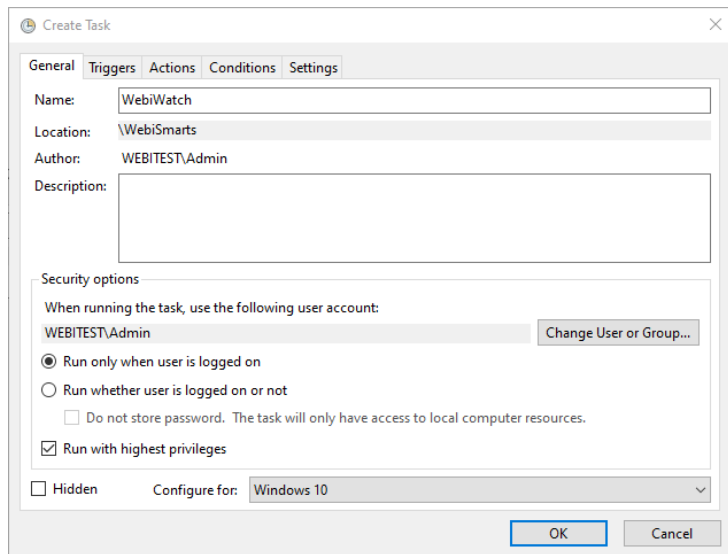 Create Task
General Triggers Actions Conditions Settings
Name: WebiWatch
Location: \WebiSmarts
Author: WEBITEST\Admin
Description:
Security options
When running the task, use the following user account:
WEBITEST\Admin Change User or Group...
Run only when user is logged on
Run whether user is logged on or not
Do not store password. The task will only have access to local computer resources.
Run with highest privileges
Hidden Configure for: Windows 10
OK Cancel